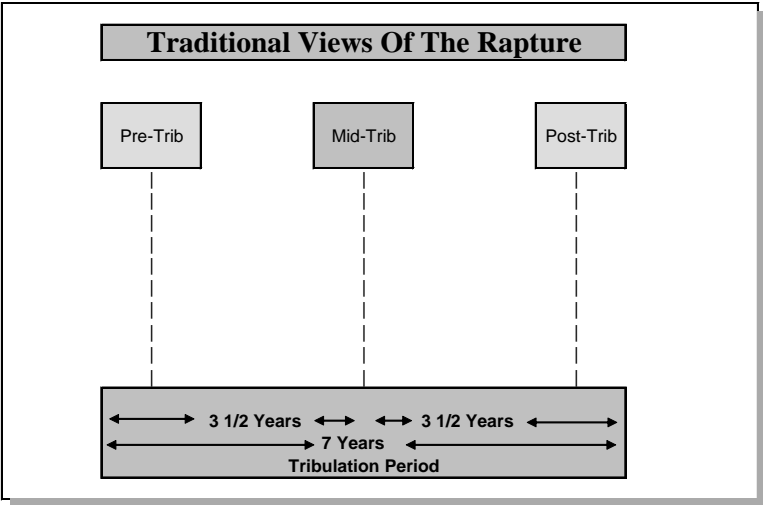 Traditional Views Of The Rapture
Pre-Trib
Mid-Trib
Post-Trib
3 1/2 Years
3 1/2 Years
7 Years
Tribulation Period